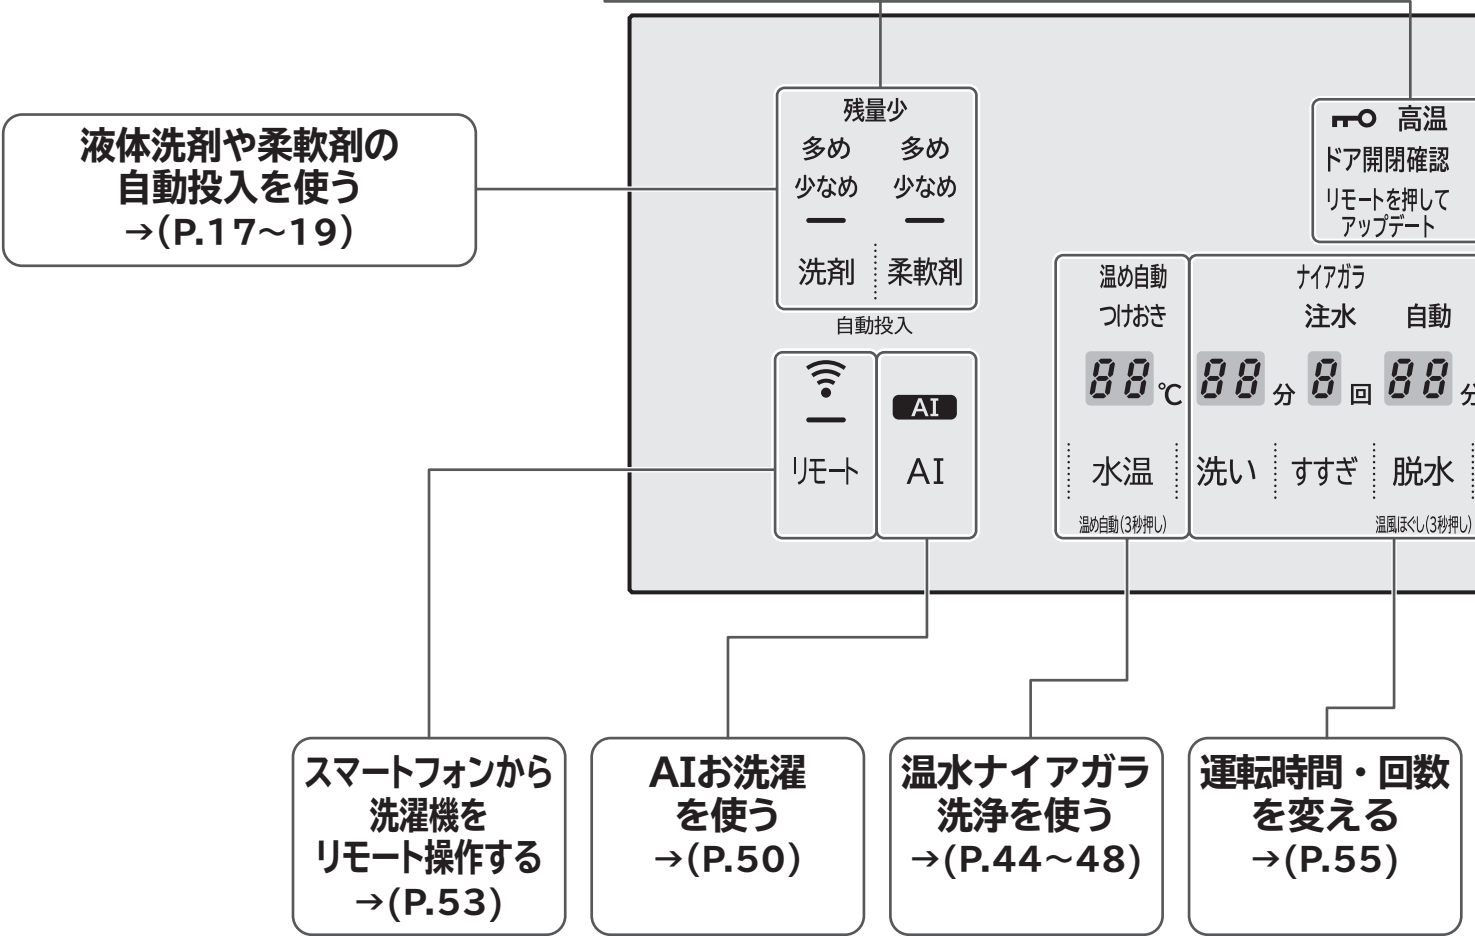 液体洗剤や柔軟剤の
自動投入を使う
→(P.17～19)
残量少
多め 多め
少なめ 少なめ
洗剤 柔軟剤
自動投入
高温
ドア開閉確認
リモートを押して
アップデート
リモート
AI
AI
温め自動
つけおき
88℃
水温
温め自動(3秒押し)
ナイアガラ
注水 自動
88分 8回 88分
洗い すすぎ 脱水
温風ほぐし(3秒押し)
スマートフォンから
洗濯機を
リモート操作する
→(P.53)
AIお洗濯
を使う
→(P.50)
温水ナイアガラ
洗浄を使う
→(P.44～48)
運転時間・回数
を変える
→(P.55)